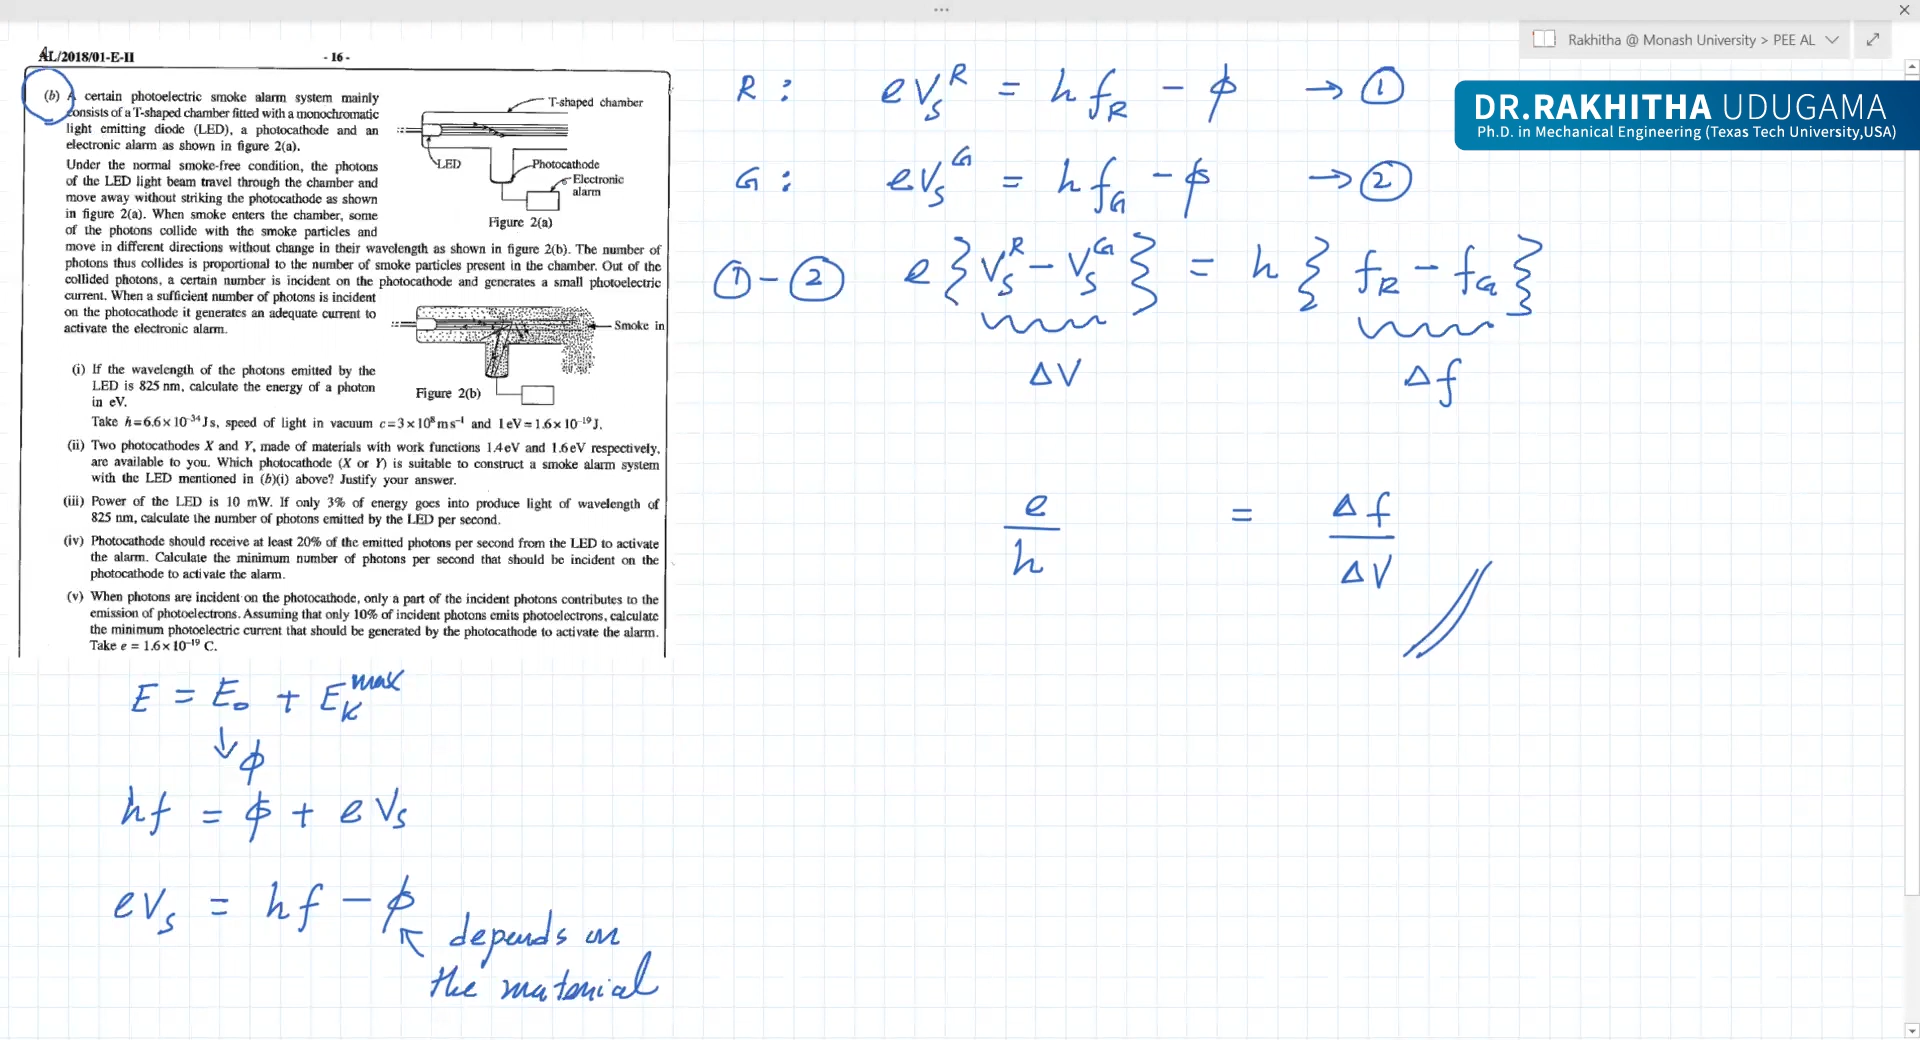 Rakhitha @ Monash University > PEE AL
DR.RAKHITHA UDUGAMA
Ph.D. in Mechanical Engineering (Texas Tech University,USA)
AL/2018/01-E-II
- 16 -
(b) A certain photoelectric smoke alarm system mainly
consists of a T-shaped chamber fitted with a monochromatic
light emitting diode (LED), a photocathode and an
electronic alarm as shown in figure 2(a).
Under the normal smoke-free condition, the photons
of the LED light beam travel through the chamber and
move away without striking the photocathode as shown
in figure 2(a). When smoke enters the chamber, some
of the photons collide with the smoke particles and
move in different directions without change in their wavelength as shown in figure 2(b). The number of
photons thus collides is proportional to the number of smoke particles present in the chamber. Out of the
collided photons, a certain number is incident on the photocathode and generates a small photoelectric
current. When a sufficient number of photons is incident
on the photocathode it generates an adequate current to
activate the electronic alarm.
T-shaped chamber
LED
Photocathode
Electronic
alarm
Figure 2(a)
Smoke in
Figure 2(b)
(i) If the wavelength of the photons emitted by the
LED is 825 nm, calculate the energy of a photon
in eV.
Take h=6.6×10⁻³⁴Js, speed of light in vacuum c=3×10⁸ms⁻¹ and 1eV=1.6×10⁻¹⁹J.
(ii) Two photocathodes X and Y, made of materials with work functions 1.4eV and 1.6eV respectively,
are available to you. Which photocathode (X or Y) is suitable to construct a smoke alarm system
with the LED mentioned in (b)(i) above? Justify your answer.
(iii) Power of the LED is 10 mW. If only 3% of energy goes into produce light of wavelength of
825 nm, calculate the number of photons emitted by the LED per second.
(iv) Photocathode should receive at least 20% of the emitted photons per second from the LED to activate
the alarm. Calculate the minimum number of photons per second that should be incident on the
photocathode to activate the alarm.
(v) When photons are incident on the photocathode, only a part of the incident photons contributes to the
emission of photoelectrons. Assuming that only 10% of incident photons emits photoelectrons, calculate
the minimum photoelectric current that should be generated by the photocathode to activate the alarm.
Take e = 1.6×10⁻¹⁹ C.
E = E₀ + E_K^max
↓ϕ
hf = ϕ + eVs
eVs = hf − ϕ
depends on
the material
R : eVs^R = hf_R − ϕ → ①
G : eVs^G = hf_G − ϕ → ②
① − ② e{Vs^R − Vs^G} = h{f_R − f_G}
ΔV Δf
e/h = Δf/ΔV